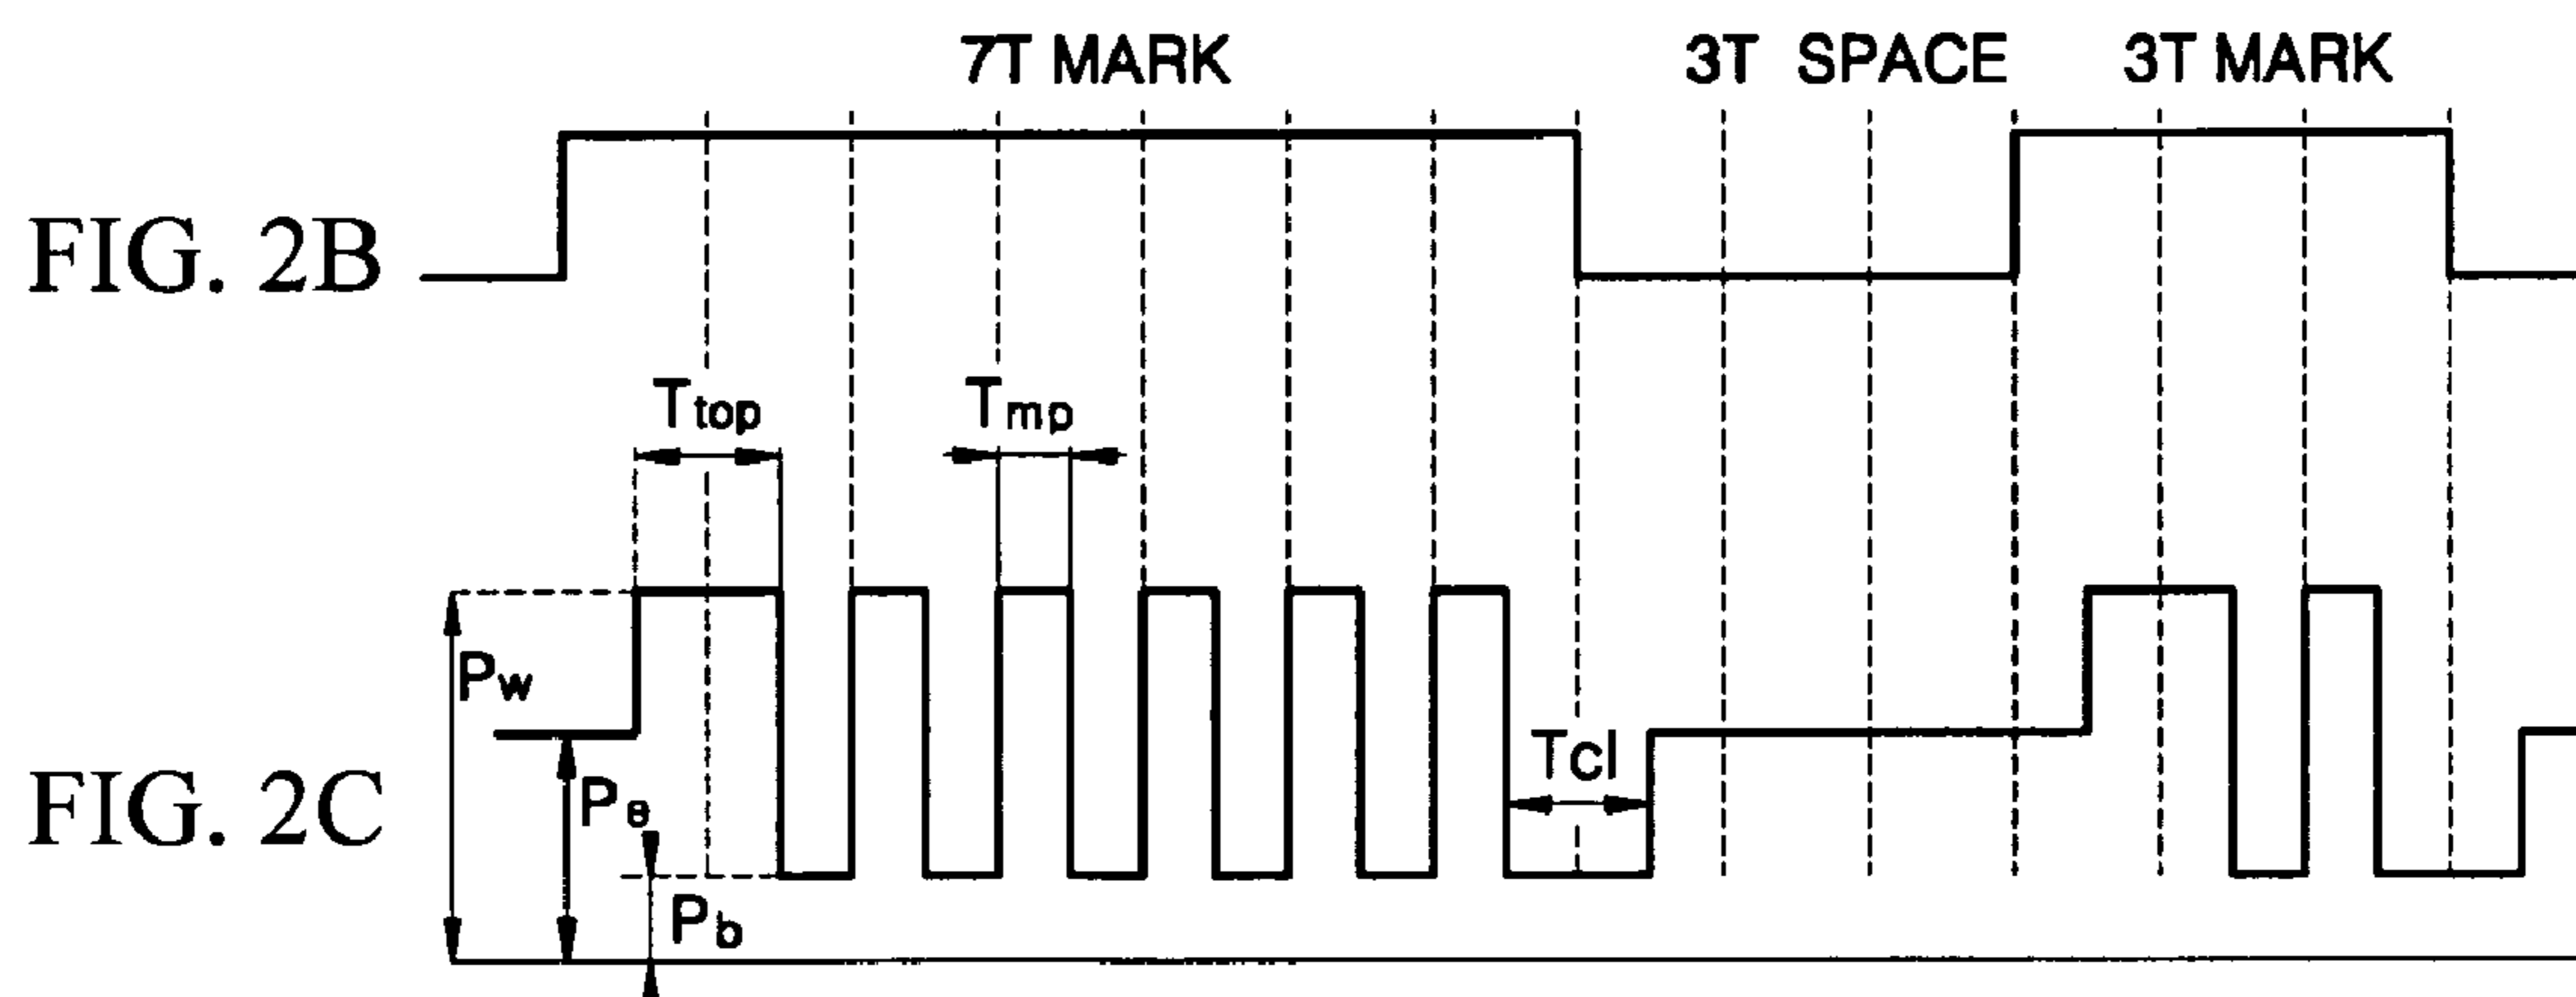 7T MARK 3T SPACE 3T MARK
FIG. 2B
Ttop Tmp
Pw
TCl
FIG. 2C
Pe
Pb